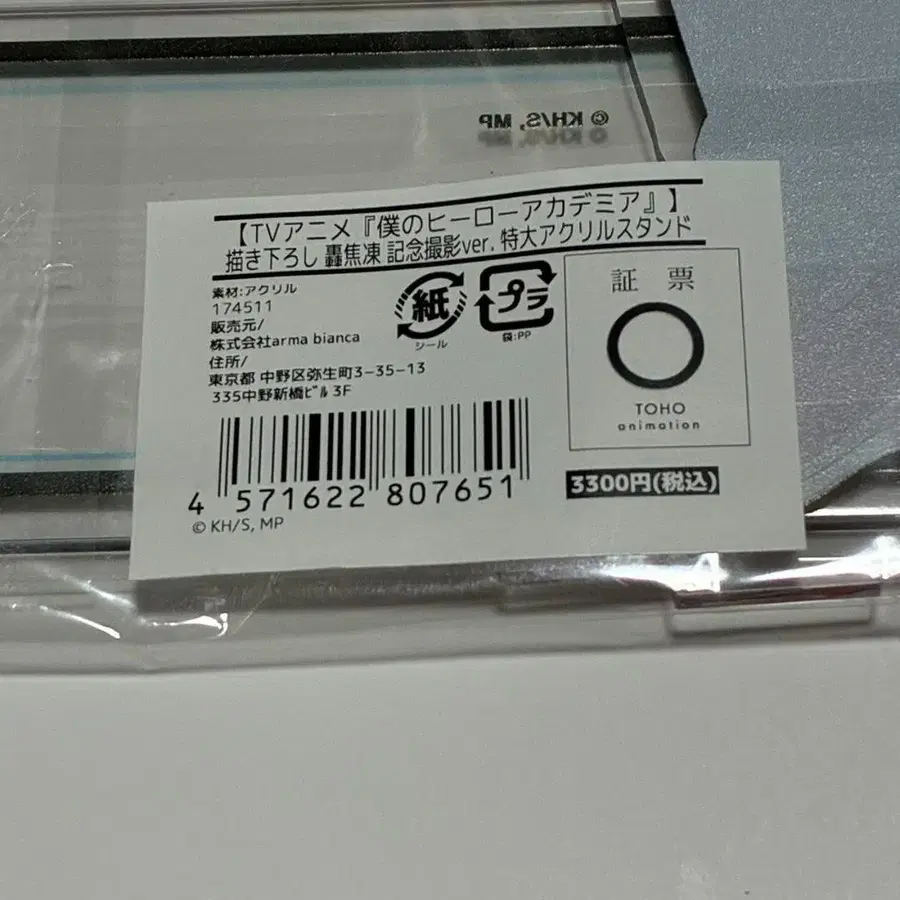 © KH/S, MP
【TVアニメ『僕のヒーローアカデミア』】
描き下ろし 轟焦凍 記念撮影ver. 特大アクリルスタンド
素材:アクリル
174511
販売元/
株式会社arma bianca
住所/
東京都 中野区弥生町3-35-13
335中野新橋ビル 3F
紙
シール
プラ
袋:PP
証票
TOHO
animation
3300円(税込)
4 571622 807651
© KH/S, MP